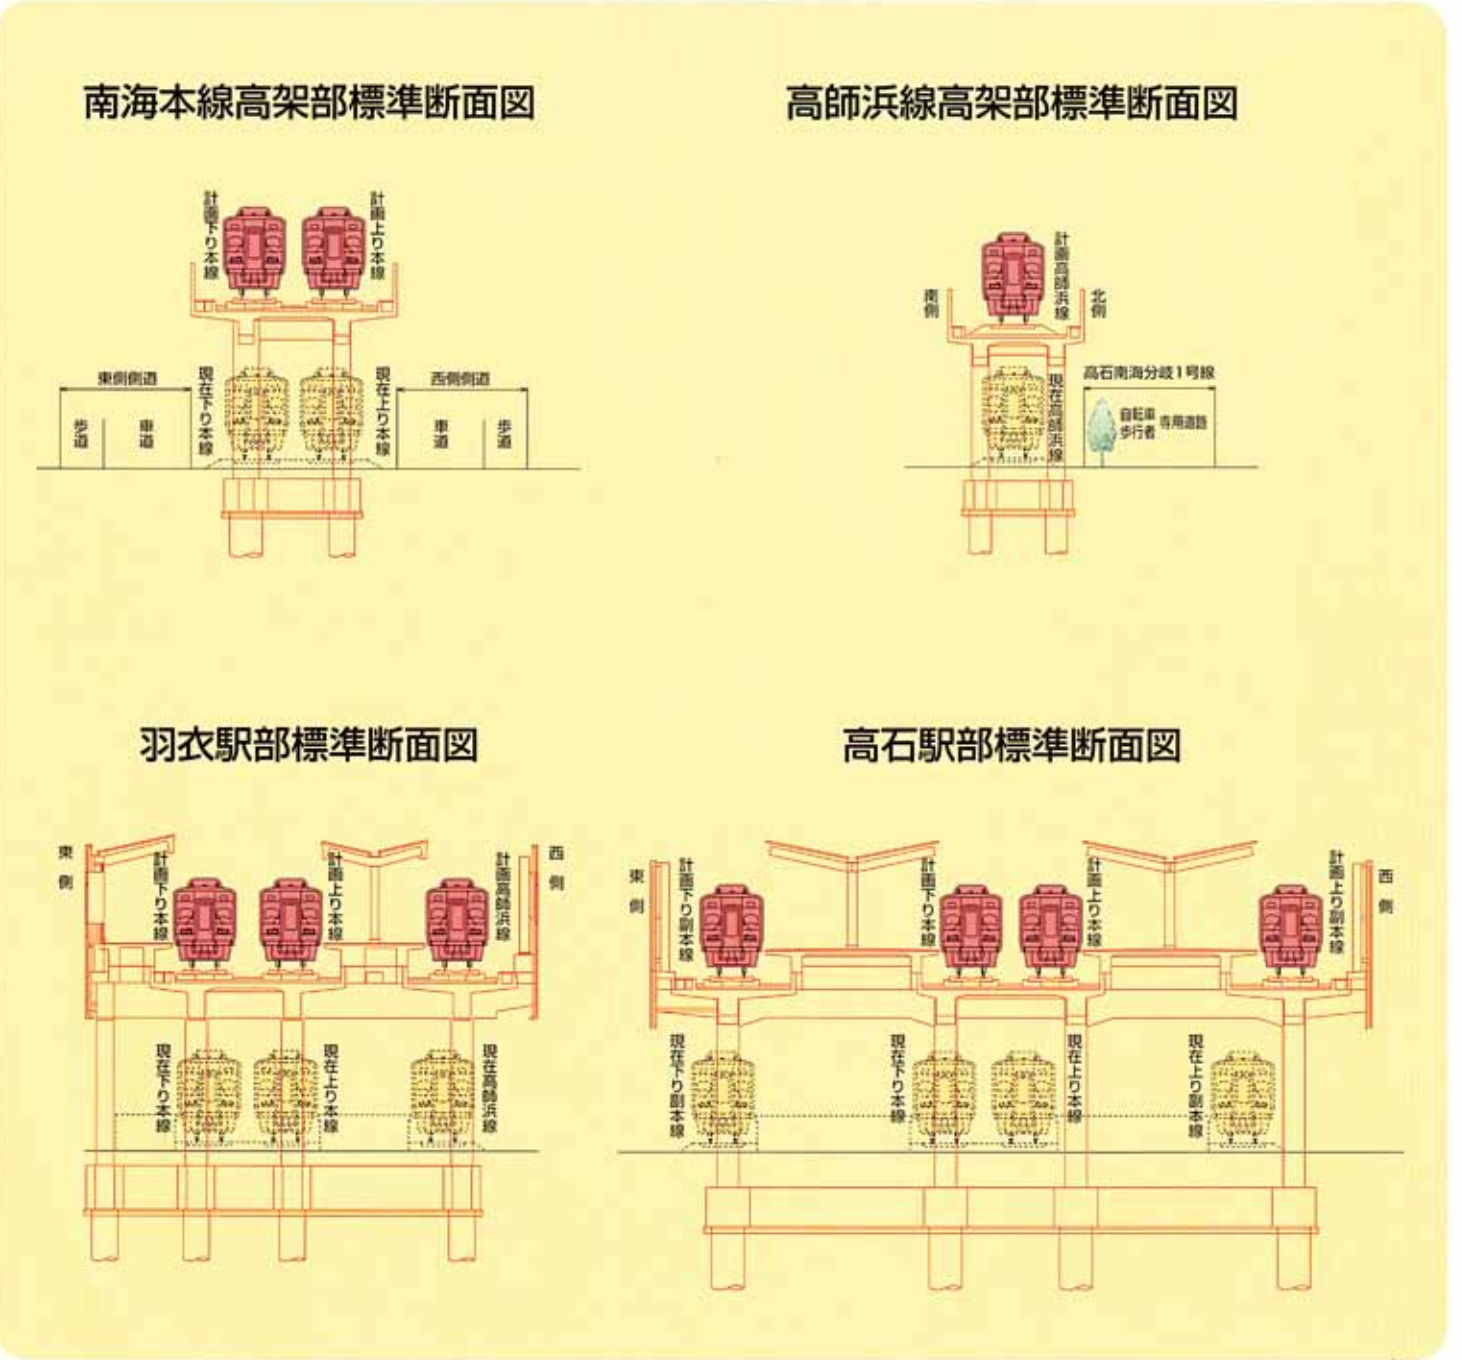 南海本線高架部標準断面図
計画下り本線
計画上り本線
東側側道
歩道
車道
現在下り本線
現在上り本線
西側側道
車道
歩道
高師浜線高架部標準断面図
計画高師浜線
南側
北側
現在高師浜線
高石南海分岐1号線
自転車
歩行者
専用道路
羽衣駅部標準断面図
東側
計画下り本線
計画上り本線
計画高師浜線
西側
現在下り本線
現在上り本線
現在高師浜線
高石駅部標準断面図
東側
計画下り副本線
計画下り本線
計画上り本線
計画上り副本線
西側
現在下り副本線
現在下り本線
現在上り本線
現在上り副本線